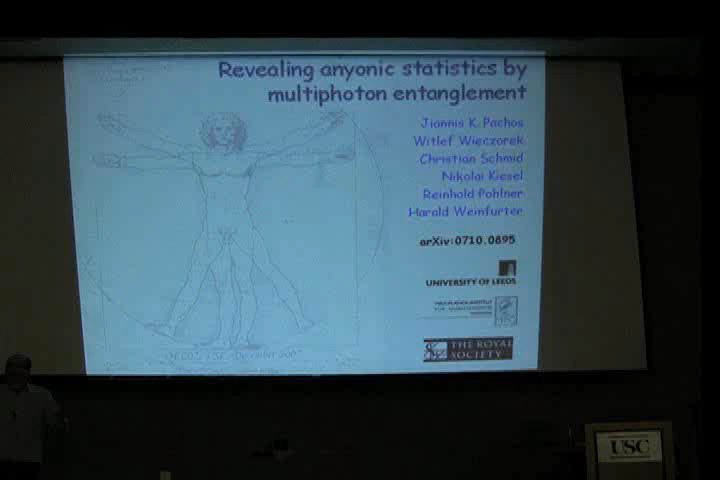 Revealing anyonic statistics by
multiphoton entanglement
Jiannis K. Pachos
Witlef Wieczorek
Christian Schmid
Nikolai Kiesel
Reinhold Pohlner
Harald Weinfurter
arXiv:0710.0895
UNIVERSITY OF LEEDS
THE ROYAL
SOCIETY
USC